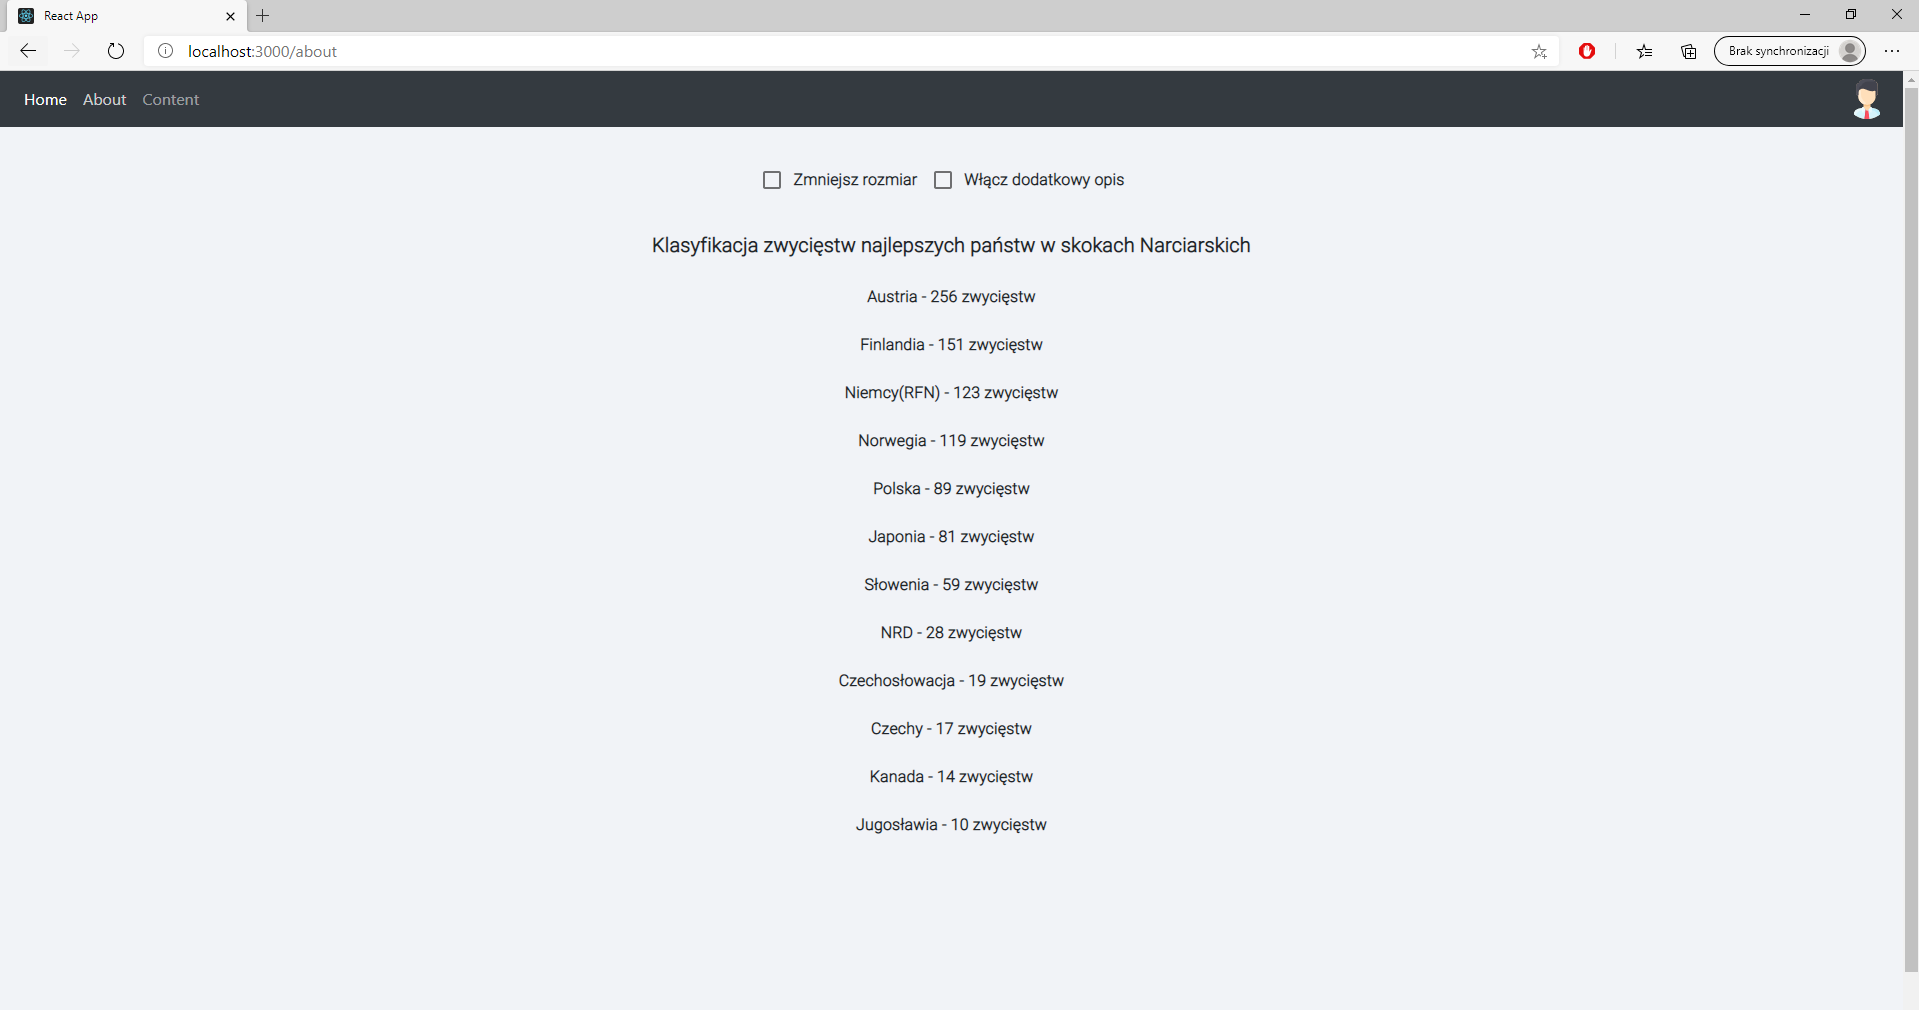 React App
localhost:3000/about
Brak synchronizacji
Home About Content
Zmniejsz rozmiar Włącz dodatkowy opis
Klasyfikacja zwycięstw najlepszych państw w skokach Narciarskich
Austria - 256 zwycięstw
Finlandia - 151 zwycięstw
Niemcy(RFN) - 123 zwycięstw
Norwegia - 119 zwycięstw
Polska - 89 zwycięstw
Japonia - 81 zwycięstw
Słowenia - 59 zwycięstw
NRD - 28 zwycięstw
Czechosłowacja - 19 zwycięstw
Czechy - 17 zwycięstw
Kanada - 14 zwycięstw
Jugosławia - 10 zwycięstw